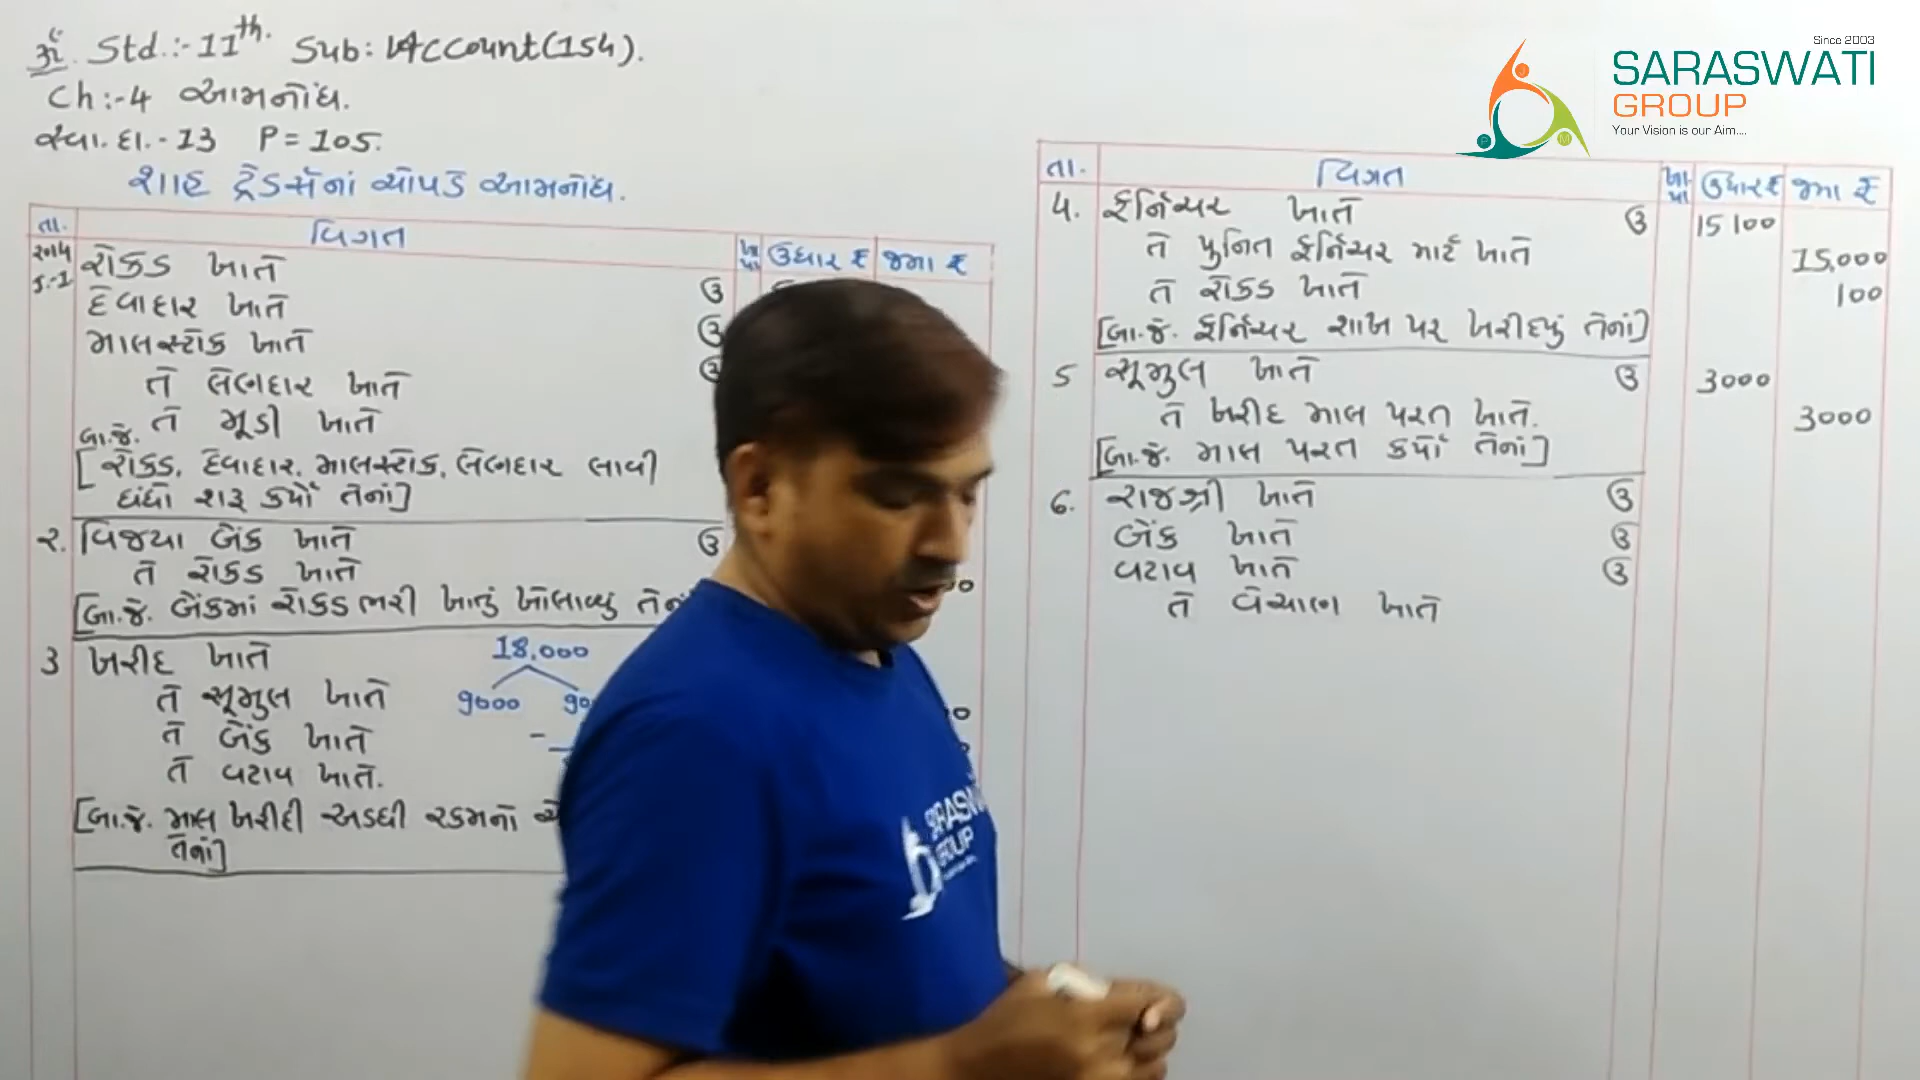 ૐ. Std.:-11th. Sub: Account(154).
Ch:-4 આમનોંધ.
સ્વા.દા.-13 P=105.
શાહ ટ્રેડર્સનાં ચોપડે આમનોંધ.
તા. વિગત ખા. પા ઉધાર ₹ જમા ₹
૨૦૧૫ રોકડ ખાતે ઉ
દેવાદાર ખાતે ઉ
માલસ્ટોક ખાતે
તે લેણદાર ખાતે
તે મૂડી ખાતે
બા.જે.
[રોકડ, દેવાદાર, માલસ્ટોક, લેણદાર લાવી
ધંધો શરૂ કર્યો તેનાં]
૨. વિજયા બેંક ખાતે ઉ
તે રોકડ ખાતે
[બા.જે. બેંકમાં રોકડ ભરી ખાતું ખોલાવ્યું
3 ખરીદ ખાતે 18,000
તે સૂમુલ ખાતે 9000
તે બેંક ખાતે
તે વટાવ ખાતે.
[બા.જે. માલ ખરીદી અડધી રકમનો
તેનાં]
તા. વિગત ખા. પા ઉધાર ₹ જમા ₹
4. ફર્નિચર ખાતે ઉ 15100
તે પુનિત ફર્નિચર માર્ટ ખાતે 15,000
તે રોકડ ખાતે 100
[બા.જે. ફર્નિચર શાખ પર ખરીદ્યું તેનાં]
5 સૂમુલ ખાતે ઉ 3000
તે ખરીદ માલ પરત ખાતે. 3000
[બા.જે. માલ પરત કર્યો તેનાં]
6. રાજશ્રી ખાતે ઉ
બેંક ખાતે ઉ
વટાવ ખાતે ઉ
તે વેચાણ ખાતે
Since 2003
SARASWATI
GROUP
Your Vision is our Aim....
GROUP